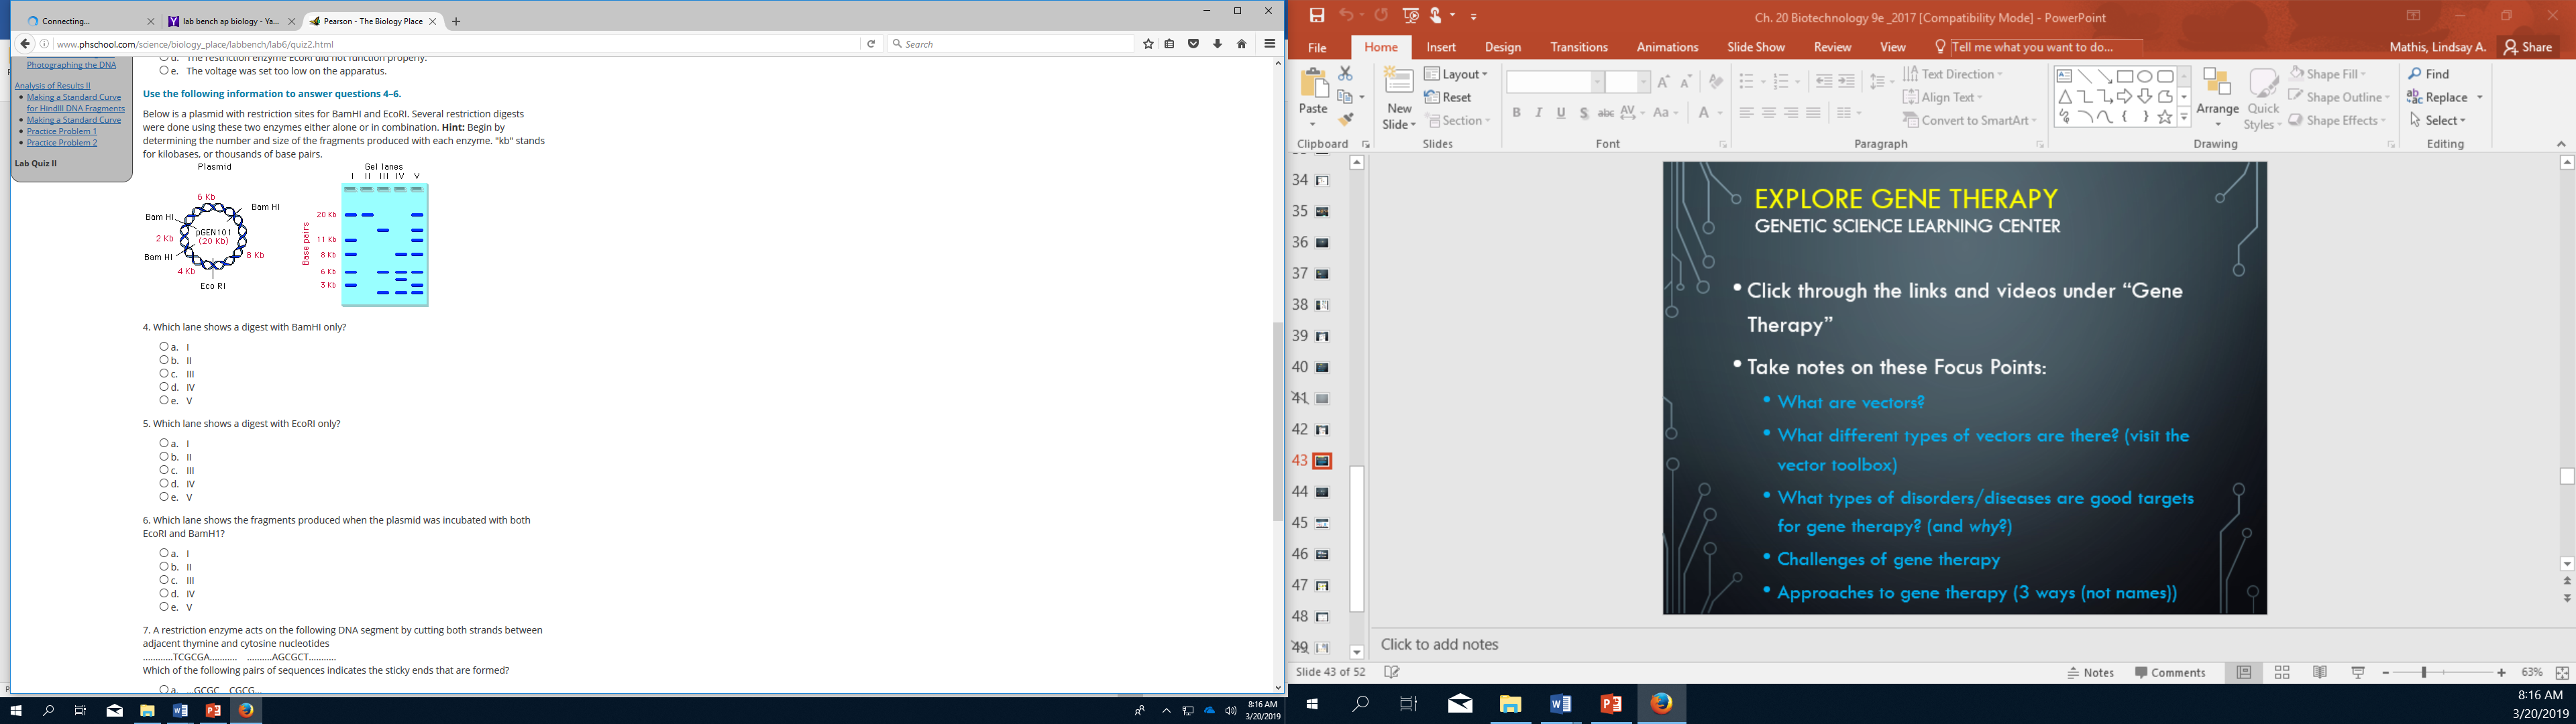 Connecting...
lab bench ap biology - Ya...
Pearson - The Biology Place
www.phschool.com/science/biology_place/labbench/lab6/quiz2.html
Search
Photographing the DNA
Analysis of Results II
Making a Standard Curve
for HindIII DNA Fragments
Making a Standard Curve
Practice Problem 1
Practice Problem 2
Lab Quiz II
d. The restriction enzyme EcoRI did not function properly.
e. The voltage was set too low on the apparatus.
Use the following information to answer questions 4–6.
Below is a plasmid with restriction sites for BamHI and EcoRI. Several restriction digests
were done using these two enzymes either alone or in combination. Hint: Begin by
determining the number and size of the fragments produced with each enzyme. "kb" stands
for kilobases, or thousands of base pairs.
Plasmid
6 Kb
Bam HI
Bam HI
pGEN101
(20 Kb)
2 Kb
Bam HI
8 Kb
4 Kb
Eco RI
Gel lanes
I II III IV V
Base pairs
20 Kb
11 Kb
8 Kb
6 Kb
3 Kb
4. Which lane shows a digest with BamHI only?
a. I
b. II
c. III
d. IV
e. V
5. Which lane shows a digest with EcoRI only?
a. I
b. II
c. III
d. IV
e. V
6. Which lane shows the fragments produced when the plasmid was incubated with both
EcoRI and BamH1?
a. I
b. II
c. III
d. IV
e. V
7. A restriction enzyme acts on the following DNA segment by cutting both strands between
adjacent thymine and cytosine nucleotides
............TCGCGA........... ..........AGCGCT...........
Which of the following pairs of sequences indicates the sticky ends that are formed?
a. ...GCGC CGCG...
8:16 AM
3/20/2019
Ch. 20 Biotechnology 9e _2017 [Compatibility Mode] - PowerPoint
File Home Insert Design Transitions Animations Slide Show Review View Tell me what you want to do... Mathis, Lindsay A. Share
Paste
Clipboard
New
Slide
Layout
Reset
Section
Slides
B I U S abc AV Aa A
Font
Text Direction
Align Text
Convert to SmartArt
Paragraph
Arrange
Quick
Styles
Shape Fill
Shape Outline
Shape Effects
Drawing
Find
Replace
Select
Editing
34
35
36
37
38
39
40
41
42
43
44
45
46
47
48
49
EXPLORE GENE THERAPY
GENETIC SCIENCE LEARNING CENTER
• Click through the links and videos under “Gene
Therapy”
• Take notes on these Focus Points:
• What are vectors?
• What different types of vectors are there? (visit the
vector toolbox)
• What types of disorders/diseases are good targets
for gene therapy? (and why?)
• Challenges of gene therapy
• Approaches to gene therapy (3 ways (not names))
Click to add notes
Slide 43 of 52
Notes
Comments
63%
8:16 AM
3/20/2019